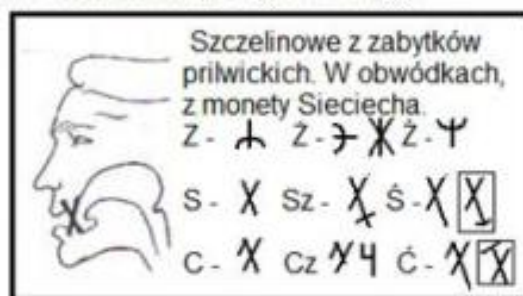 Szczelinowe z zabytków
prilwickich. W obwódkach,
z monety Sieciecha.
Z - Ż - Ź -
S - Sz - Ś -
C - Cz Ć -